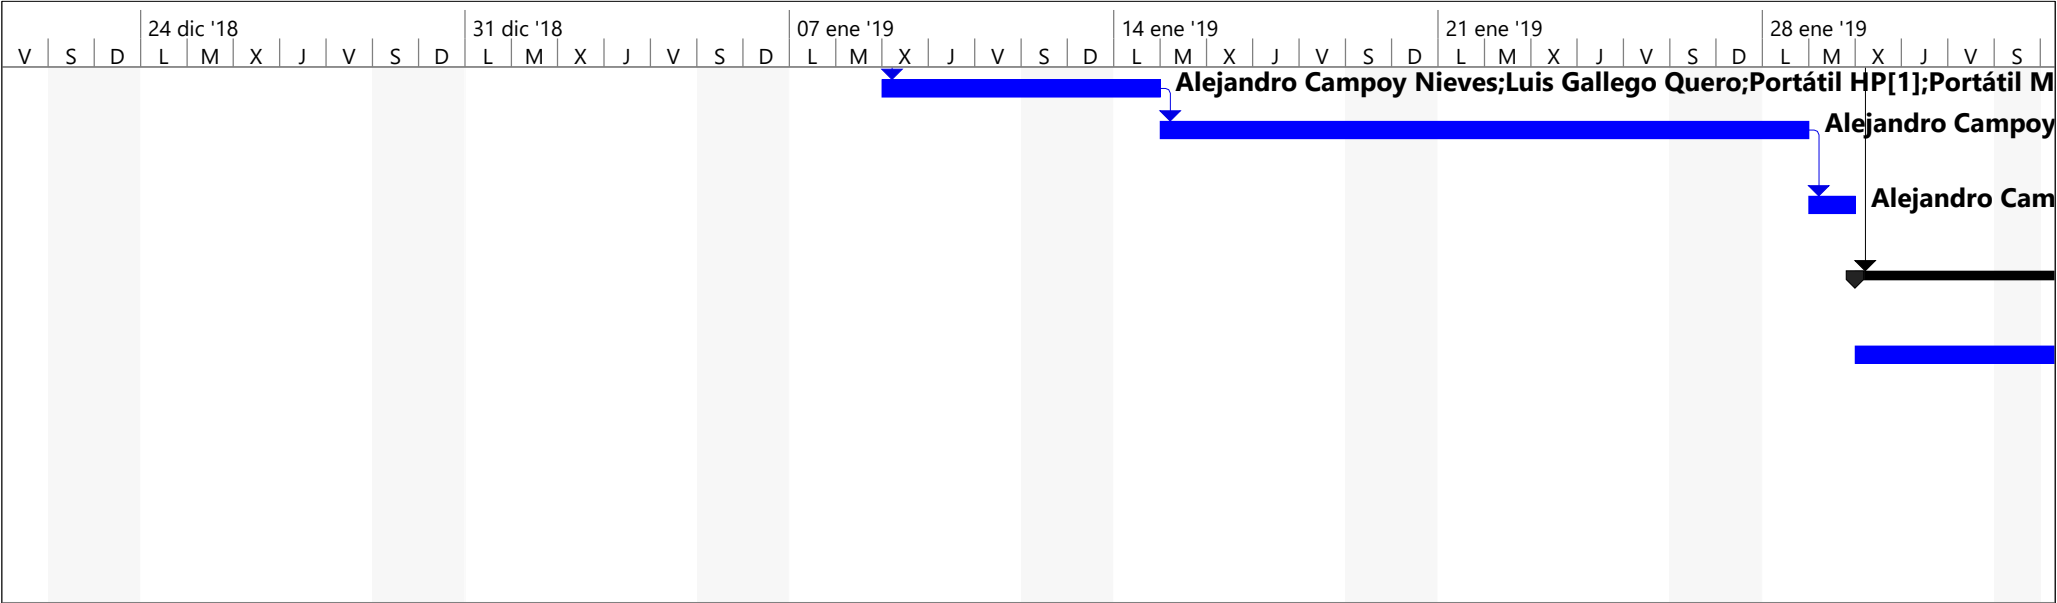 24 dic '18 31 dic '18 07 ene '19 14 ene '19 21 ene '19 28 ene '19
V S D L M X J V S D L M X J V S D L M X J V S D L M X J V S D L M X J V S D L M X J V S
Alejandro Campoy Nieves;Luis Gallego Quero;Portátil HP[1];Portátil M
Alejandro Campoy
Alejandro Cam